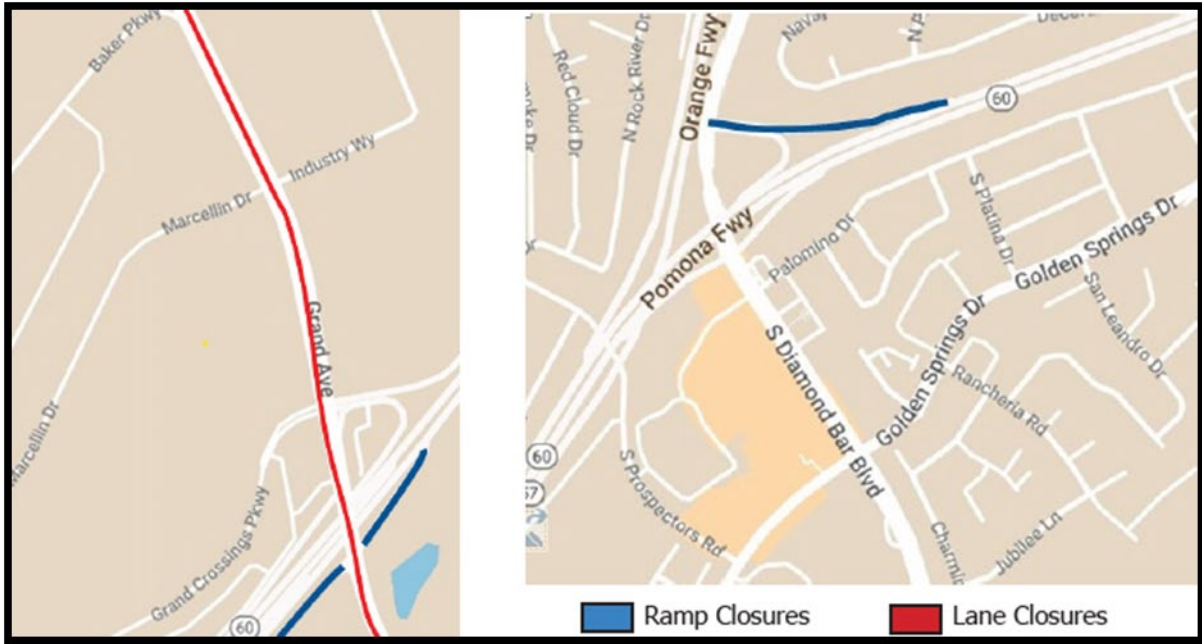 Baker Pkwy
Industry Wy
Marcellin Dr
Grand Ave
Marcellin Dr
Grand Crossings Pkwy
60
Red Cloud Dr
N Rock River Dr
Orange Fwy
60
Pomona Fwy
Palomino Dr
S Platina Dr
Golden Springs Dr
San Leandro Dr
S Diamond Bar Blvd
Golden Springs Dr
Rancheria Rd
60
57
S Prospectors Rd
Jubilee Ln
Ramp Closures
Lane Closures